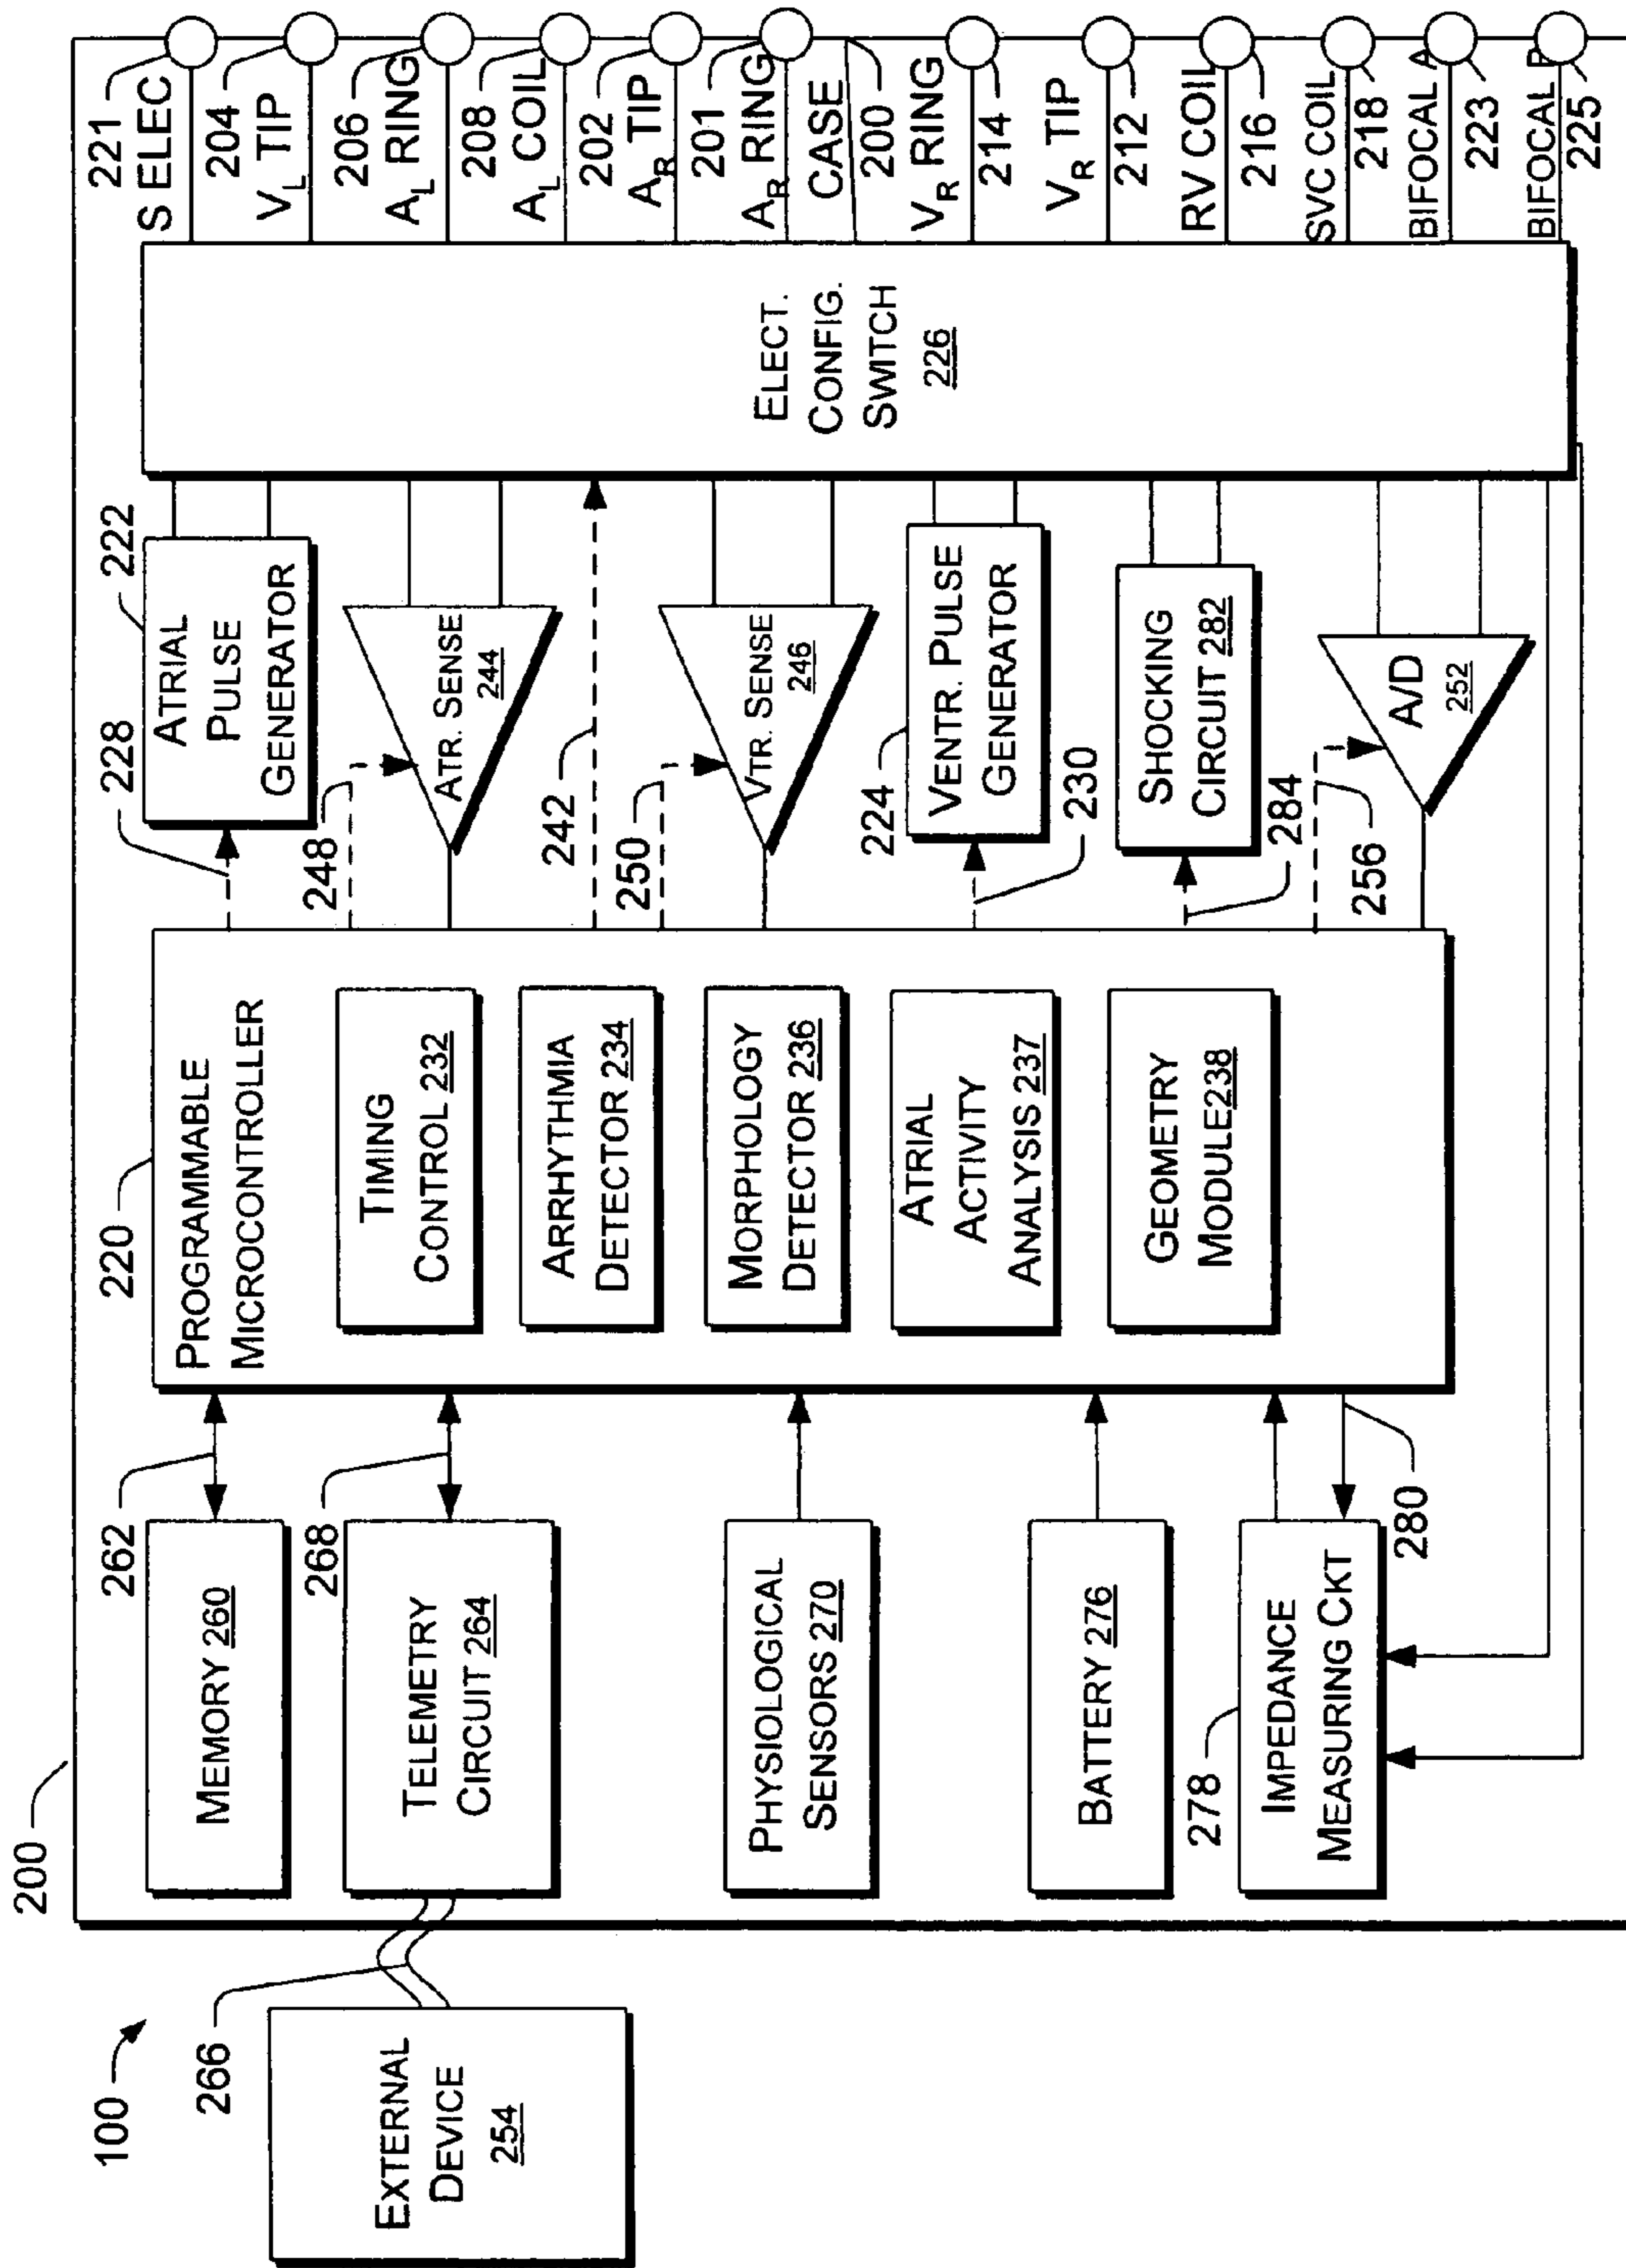 100
200
EXTERNAL
DEVICE
254
266
MEMORY 260
262
TELEMETRY
CIRCUIT 264
268
PHYSIOLOGICAL
SENSORS 270
BATTERY 276
278
IMPEDANCE
MEASURING CKT
280
220
PROGRAMMABLE
MICROCONTROLLER
TIMING
CONTROL 232
ARRHYTHMIA
DETECTOR 234
MORPHOLOGY
DETECTOR 236
ATRIAL
ACTIVITY
ANALYSIS 237
GEOMETRY
MODULE238
228
222
ATRIAL
PULSE
GENERATOR
248
ATR. SENSE
244
242
250
VTR. SENSE
246
224
VENTR. PULSE
GENERATOR
230
SHOCKING
CIRCUIT 282
284
256
A/D
252
ELECT.
CONFIG.
SWITCH
226
221
S ELEC
204
VL TIP
206
AL RING
208
AL COIL
202
AR TIP
201
AR RING
CASE
200
VR RING
214
VR TIP
212
RV COIL
216
SVC COIL
218
BIFOCAL A
223
BIFOCAL B
225